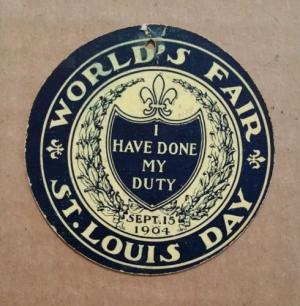 WORLD'S FAIR
I
HAVE DONE
MY
DUTY
SEPT. 15
1904
ST. LOUIS DAY